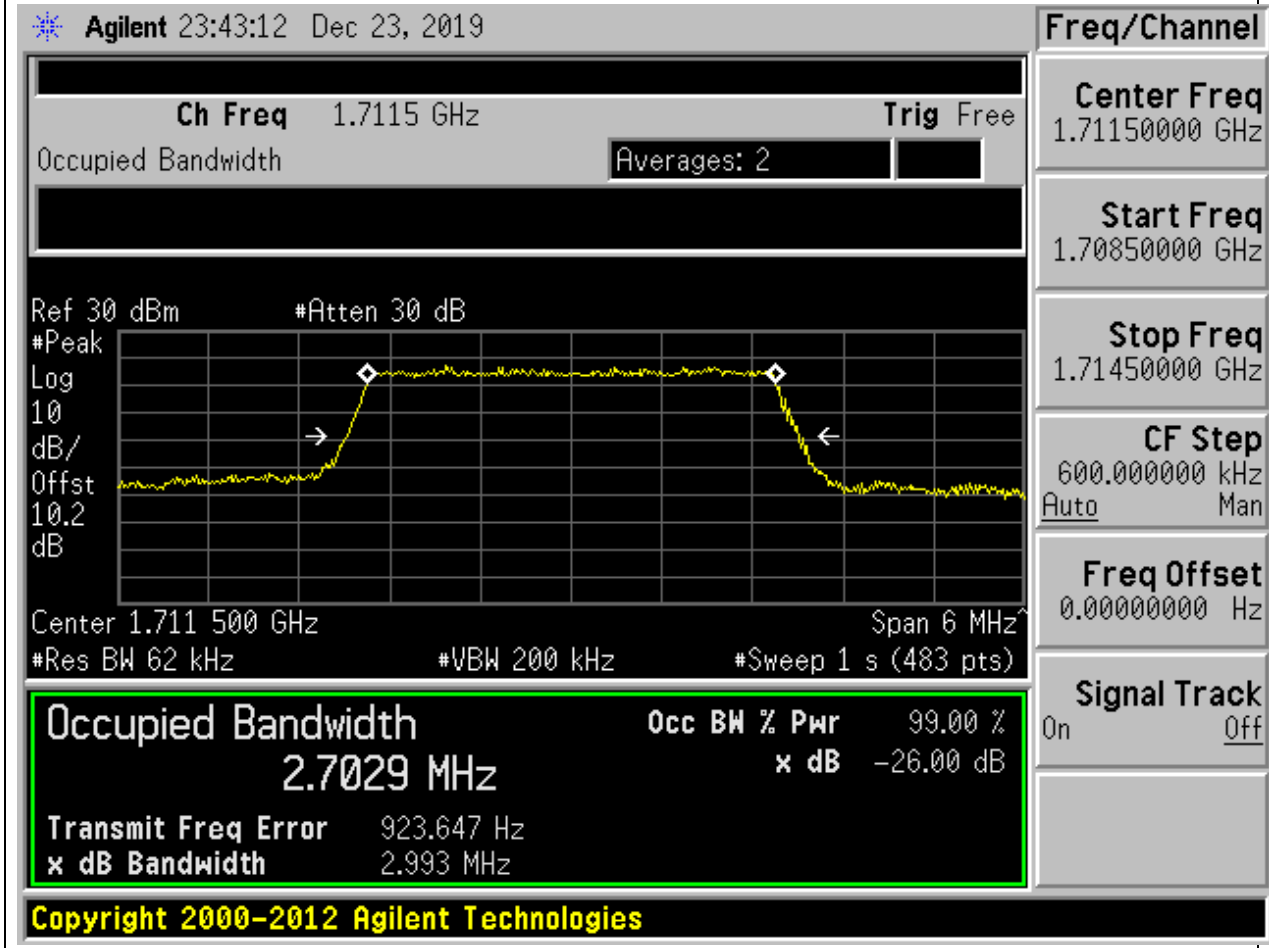 Agilent 23:43:12 Dec 23, 2019
Freq/Channel
Ch Freq 1.7115 GHz Trig Free
Occupied Bandwidth Averages: 2
Ref 30 dBm #Atten 30 dB
#Peak
Log
10
dB/
Offst
10.2
dB
Center 1.711 500 GHz Span 6 MHz^
#Res BW 62 kHz #VBW 200 kHz #Sweep 1 s (483 pts)
Occupied Bandwidth
2.7029 MHz
Occ BW % Pwr 99.00 %
x dB -26.00 dB
Transmit Freq Error 923.647 Hz
x dB Bandwidth 2.993 MHz
Center Freq
1.71150000 GHz
Start Freq
1.70850000 GHz
Stop Freq
1.71450000 GHz
CF Step
600.000000 kHz
Auto Man
Freq Offset
0.00000000 Hz
Signal Track
On Off
Copyright 2000-2012 Agilent Technologies